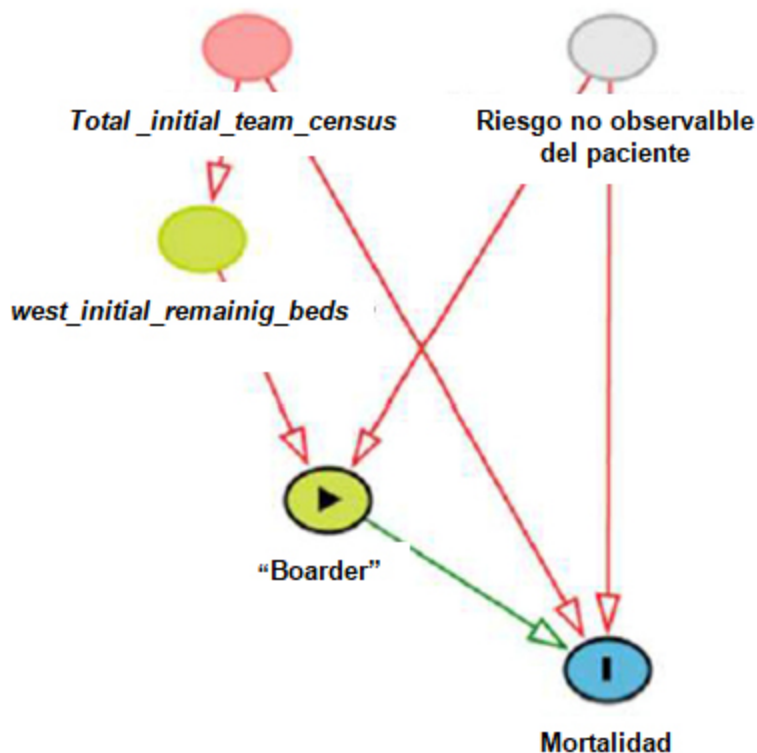 Total _initial_team_census
Riesgo no observalble
del paciente
west_initial_remainig_beds
“Boarder”
Mortalidad